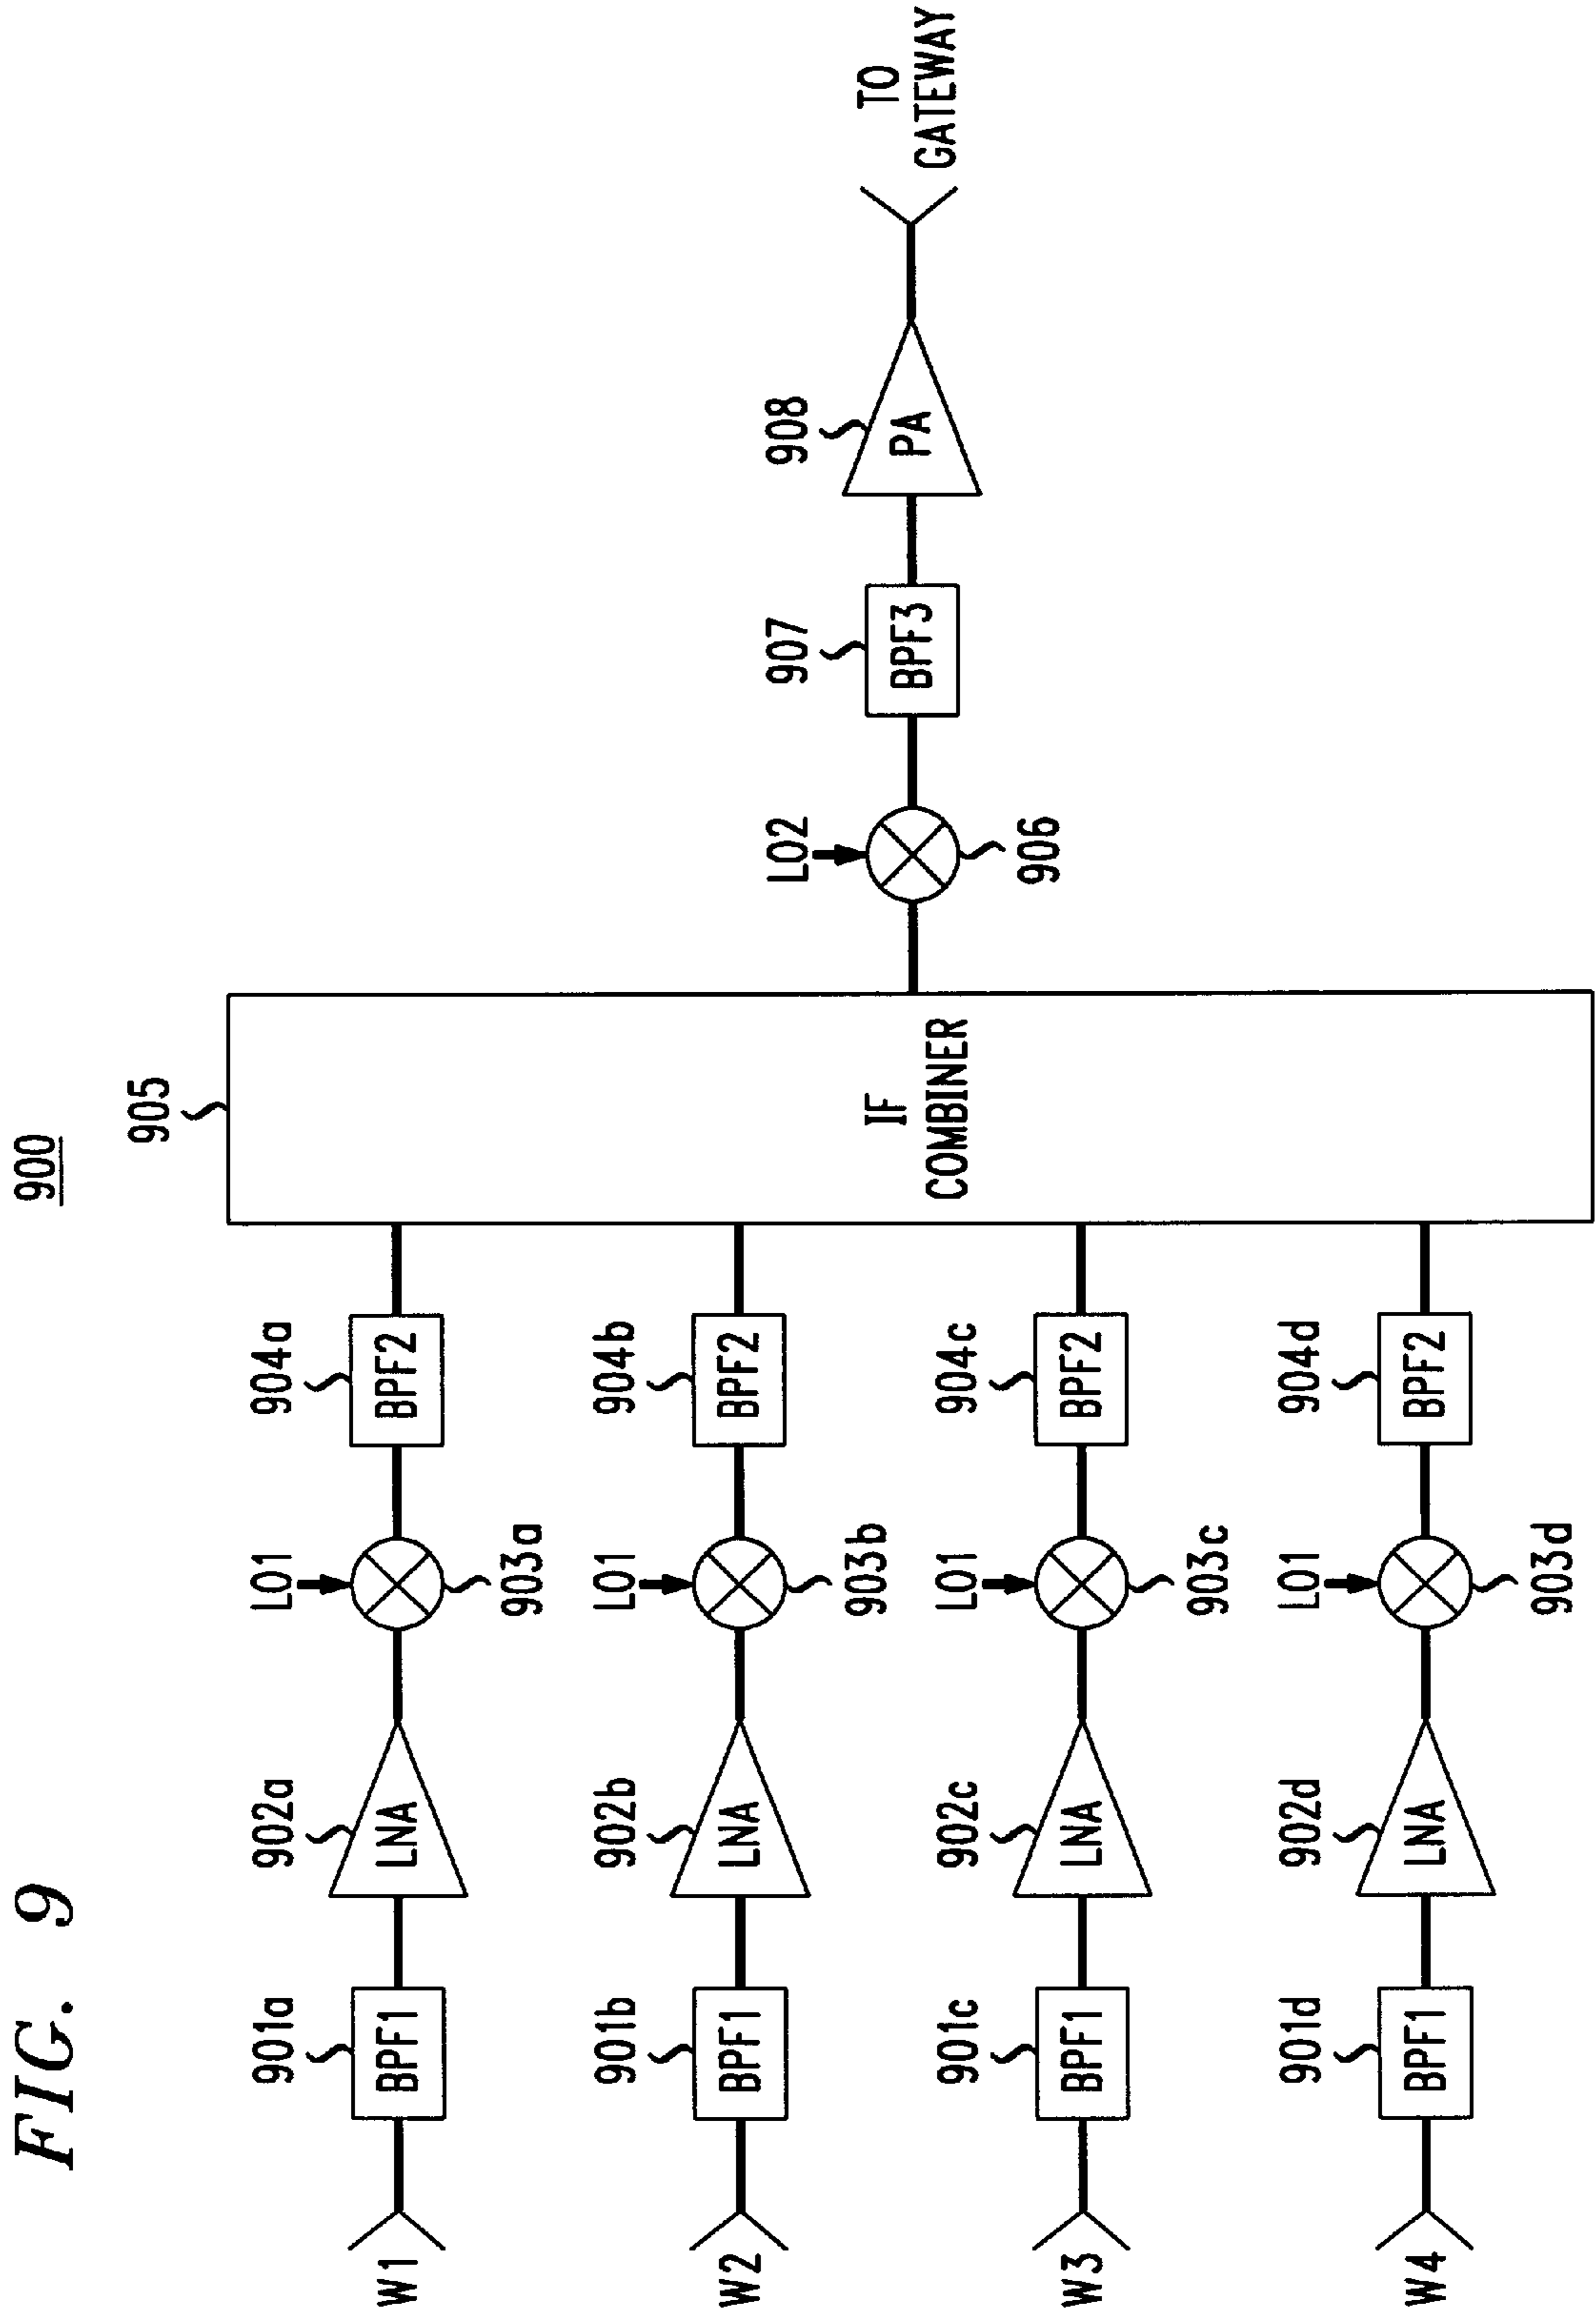 FIG. 9
900
901a
902a
LO1
904a
905
W1
BPF1
LNA
903a
BPF2
901b
902b
LO1
904b
W2
BPF1
LNA
903b
BPF2
LO2
907
908
IF
COMBINER
906
BPF3
PA
TO
GATEWAY
901c
902c
LO1
904c
W3
BPF1
LNA
903c
BPF2
901d
902d
LO1
904d
W4
BPF1
LNA
903d
BPF2